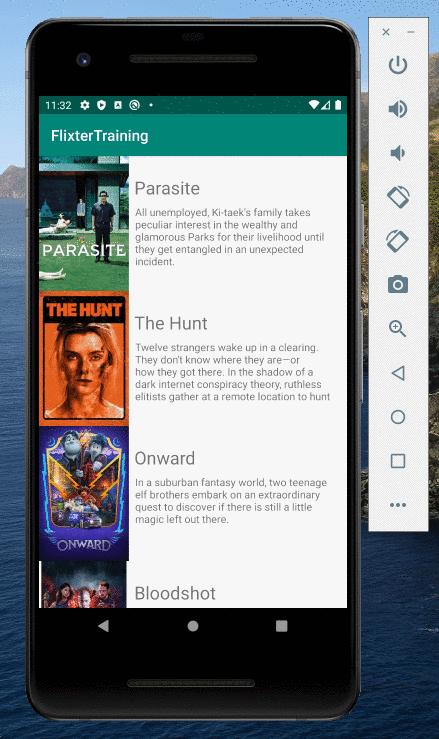 11:32
FlixterTraining
PARASITE
Parasite
All unemployed, Ki-taek's family takes
peculiar interest in the wealthy and
glamorous Parks for their livelihood until
they get entangled in an unexpected
incident.
THE HUNT
The Hunt
Twelve strangers wake up in a clearing.
They don't know where they are—or
how they got there. In the shadow of a
dark internet conspiracy theory, ruthless
elitists gather at a remote location to hunt
ONWARD
Onward
In a suburban fantasy world, two teenage
elf brothers embark on an extraordinary
quest to discover if there is still a little
magic left out there.
Bloodshot